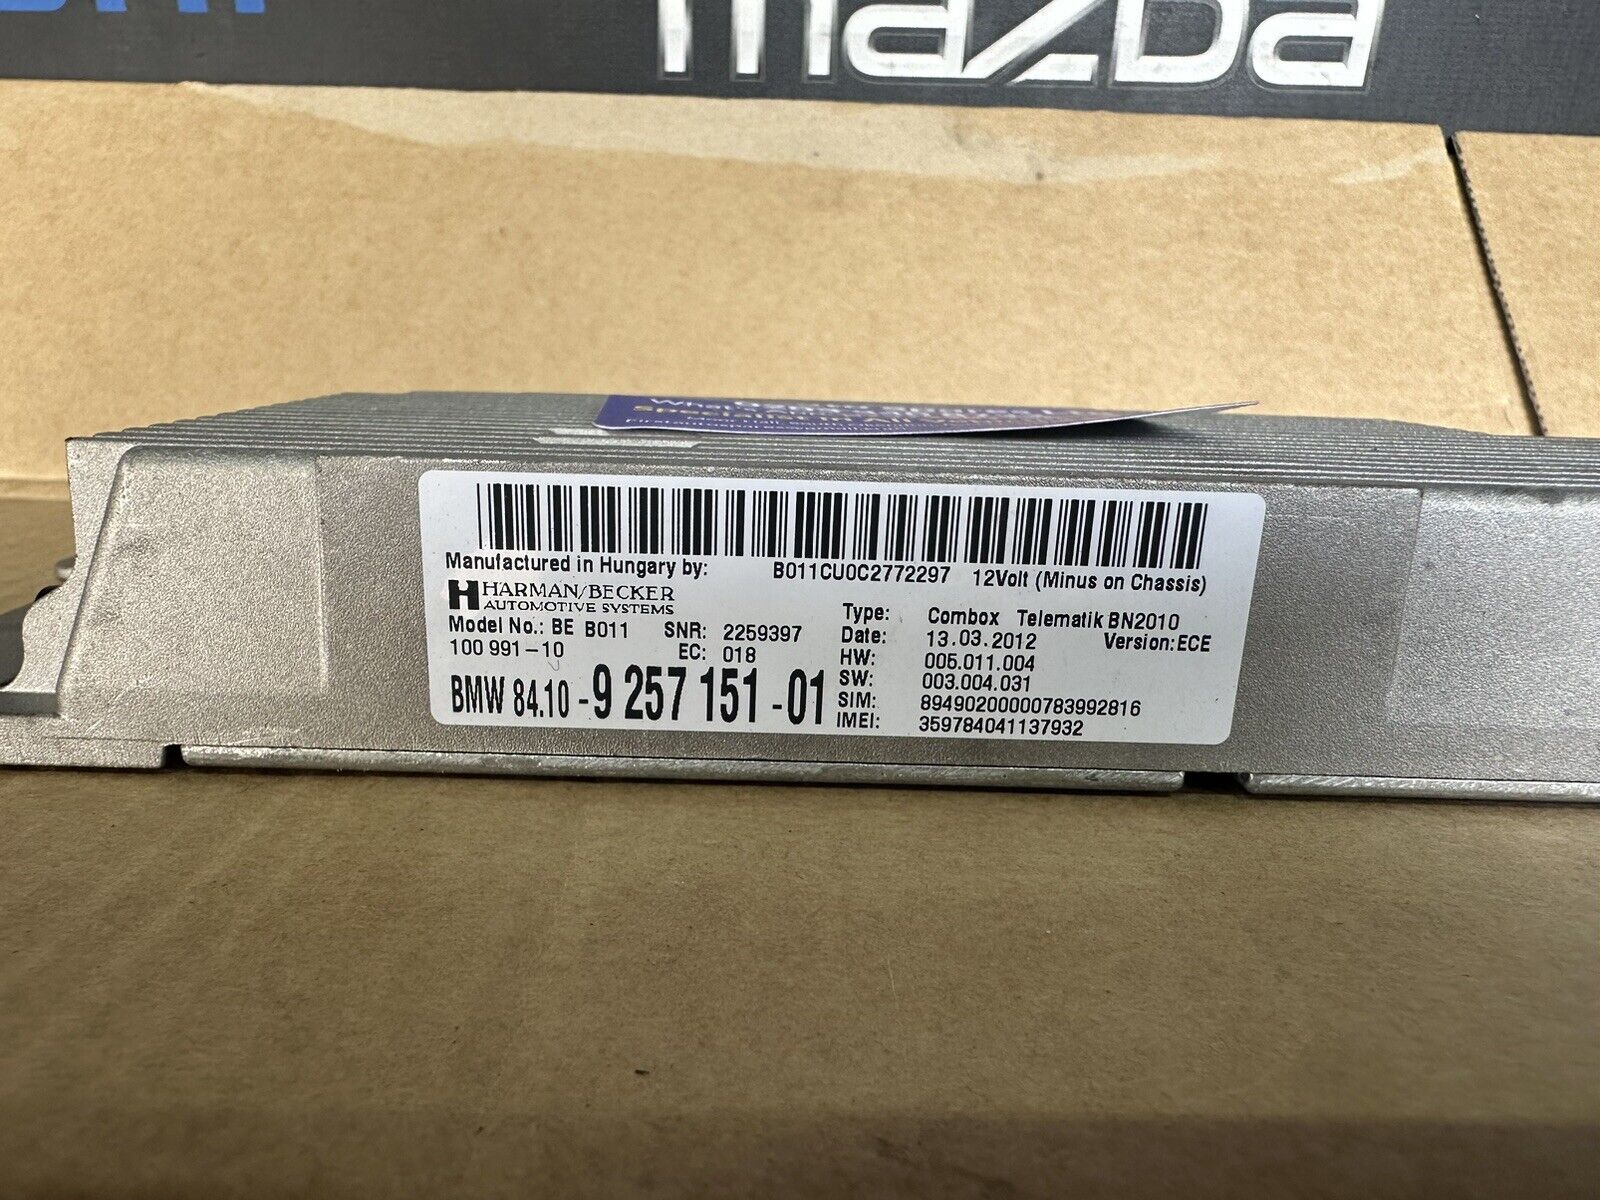 mazda
Manufactured in Hungary by: B011CU0C2772297 12Volt (Minus on Chassis)
H HARMAN/BECKER
AUTOMOTIVE SYSTEMS
Model No.: BE B011 SNR: 2259397
100 991-10 EC: 018
BMW 84.10 -9 257 151 -01
Type: Combox Telematik BN2010
Date: 13.03.2012 Version:ECE
HW: 005.011.004
SW: 003.004.031
SIM: 89490200000783992816
IMEI: 359784041137932